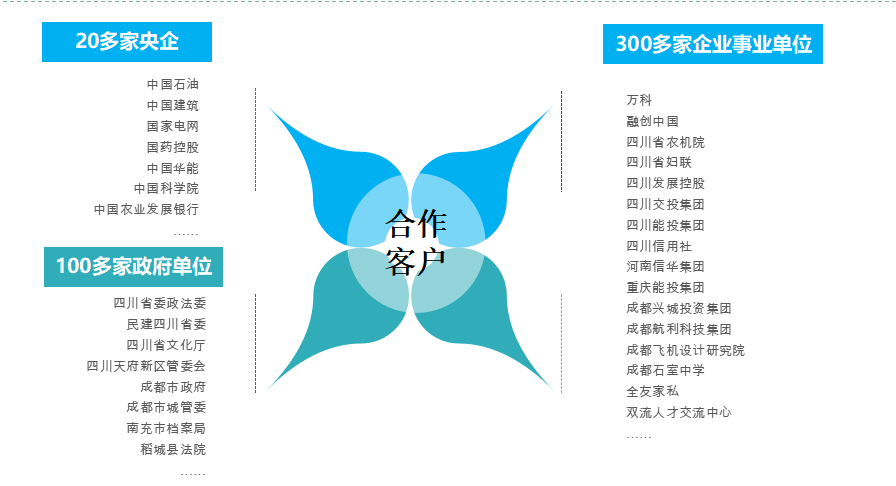 20多家央企
中国石油
中国建筑
国家电网
国药控股
中国华能
中国科学院
中国农业发展银行
……
100多家政府单位
四川省委政法委
民建四川省委
四川省文化厅
四川天府新区管委会
成都市政府
成都市城管委
南充市档案局
稻城县法院
……
合作
客户
300多家企业事业单位
万科
融创中国
四川省农机院
四川省妇联
四川发展控股
四川交投集团
四川能投集团
四川信用社
河南信华集团
重庆能投集团
成都兴城投资集团
成都航利科技集团
成都飞机设计研究院
成都石室中学
全友家私
双流人才交流中心
……